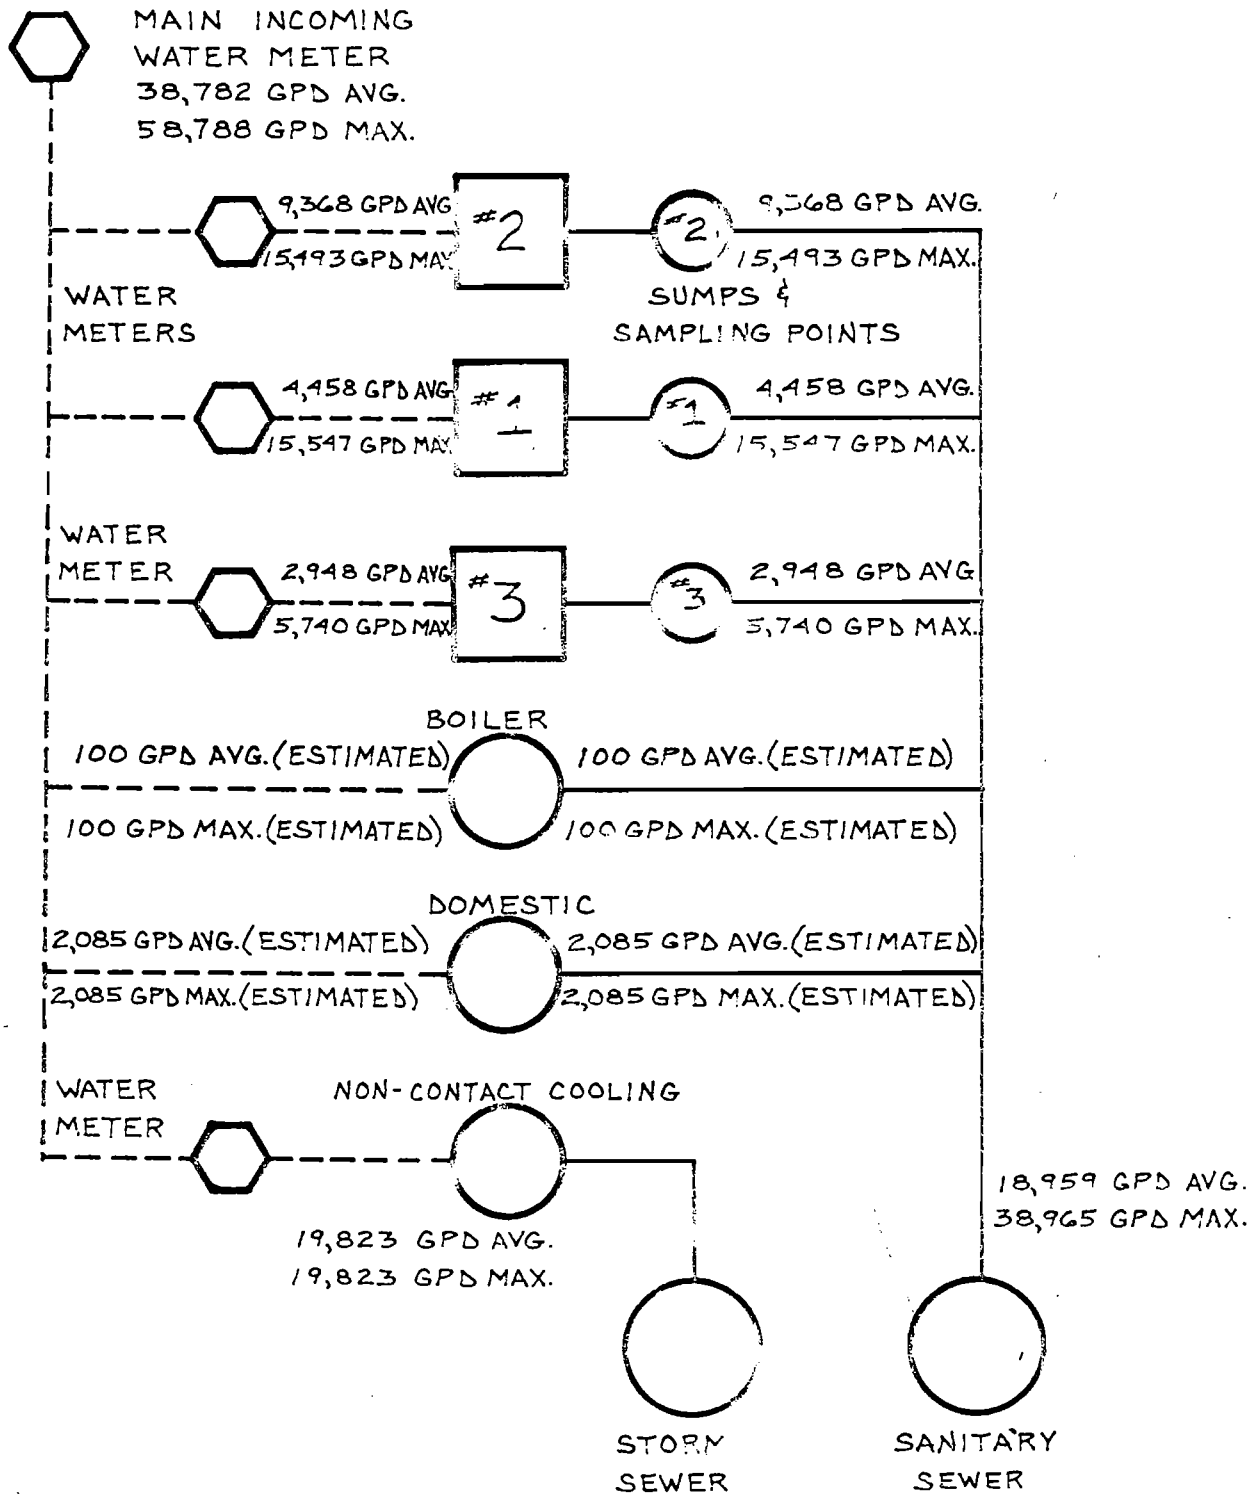 MAIN INCOMING
WATER METER
38,782 GPD AVG.
58,788 GPD MAX.
9,368 GPD AVG
15,493 GPD MAX
#2
#2
9,368 GPD AVG.
15,493 GPD MAX.
WATER
METERS
SUMPS &
SAMPLING POINTS
4,458 GPD AVG
15,547 GPD MAX.
#1
#1
4,458 GPD AVG.
15,547 GPD MAX.
WATER
METER
2,948 GPD AVG
5,740 GPD MAX
#3
#3
2,948 GPD AVG
5,740 GPD MAX.
BOILER
100 GPD AVG. (ESTIMATED)
100 GPD AVG. (ESTIMATED)
100 GPD MAX. (ESTIMATED)
100 GPD MAX. (ESTIMATED)
DOMESTIC
2,085 GPD AVG. (ESTIMATED)
2,085 GPD AVG. (ESTIMATED)
2,085 GPD MAX. (ESTIMATED)
2,085 GPD MAX. (ESTIMATED)
WATER
METER
NON-CONTACT COOLING
19,823 GPD AVG.
19,823 GPD MAX.
18,959 GPD AVG.
38,965 GPD MAX.
STORM
SEWER
SANITARY
SEWER